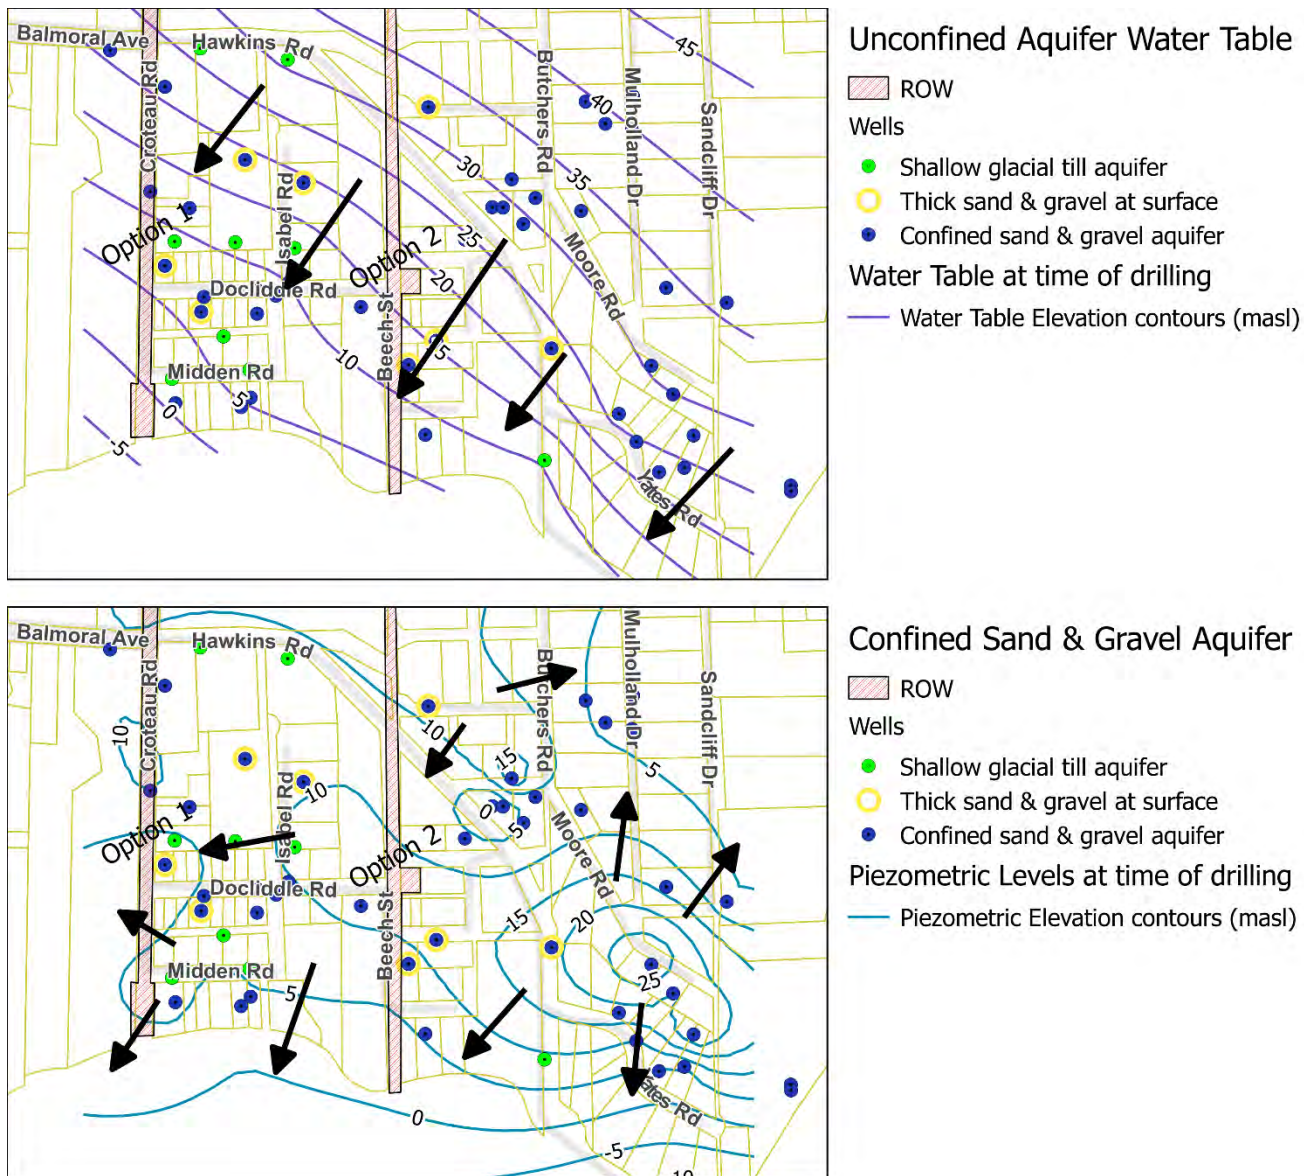 Balmoral Ave
Hawkins Rd
Croteau Rd
Butchers Rd
Mulholland Dr
Sandcliff Dr
45
40
35
30
25
20
15
10
5
0
-5
Isabel Rd
Option 1
Option 2
Moore Rd
Docliddle Rd
Beech St
Midden Rd
Yates Rd
Unconfined Aquifer Water Table
ROW
Wells
Shallow glacial till aquifer
Thick sand & gravel at surface
Confined sand & gravel aquifer
Water Table at time of drilling
Water Table Elevation contours (masl)
Balmoral Ave
Hawkins Rd
Croteau Rd
Butchers Rd
Mulholland Dr
Sandcliff Dr
10
10
15
5
0
5
10
Isabel Rd
Option 1
Option 2
Moore Rd
Docliddle Rd
15
20
Beech-St
Midden Rd
25
5
Yates Rd
0
-5
-10
Confined Sand & Gravel Aquifer
ROW
Wells
Shallow glacial till aquifer
Thick sand & gravel at surface
Confined sand & gravel aquifer
Piezometric Levels at time of drilling
Piezometric Elevation contours (masl)